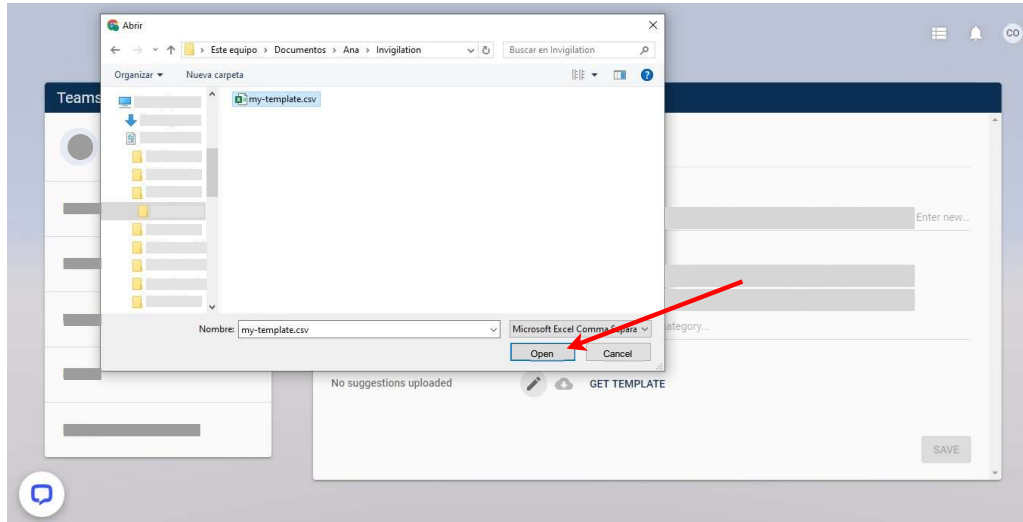 Abrir
Este equipo > Documentos > Ana > Invigilation
Buscar en Invigilation
CO
Organizar
Nueva carpeta
Teams
my-template.csv
Enter new...
Nombre:
my-template.csv
Microsoft Excel Comma Separa
ategory...
Open
Cancel
No suggestions uploaded
GET TEMPLATE
SAVE